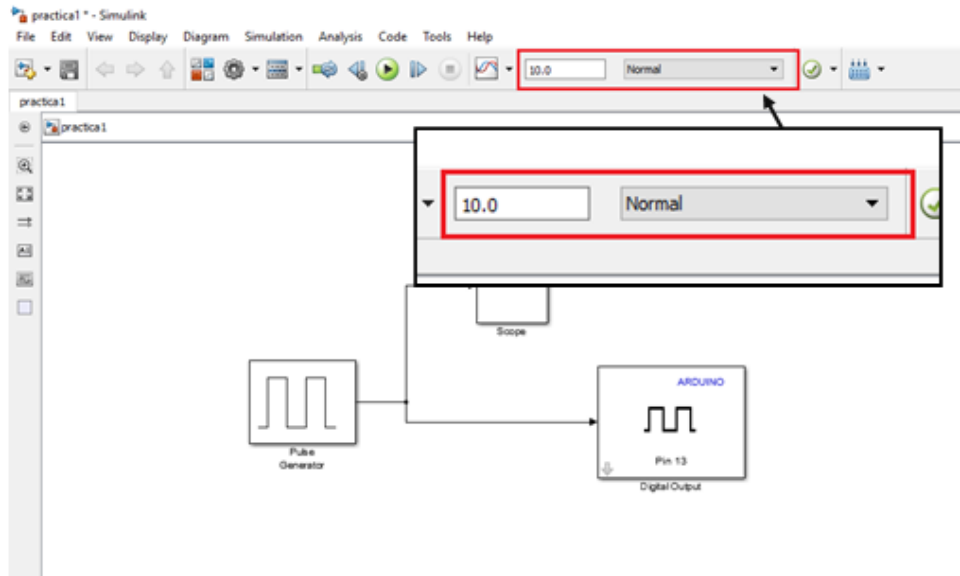 practica1 * - Simulink
File Edit View Display Diagram Simulation Analysis Code Tools Help
10.0 Normal
practica1
practica1
10.0 Normal
Scope
ARDUINO
Pin 13
Pulse
Generator
Digital Output